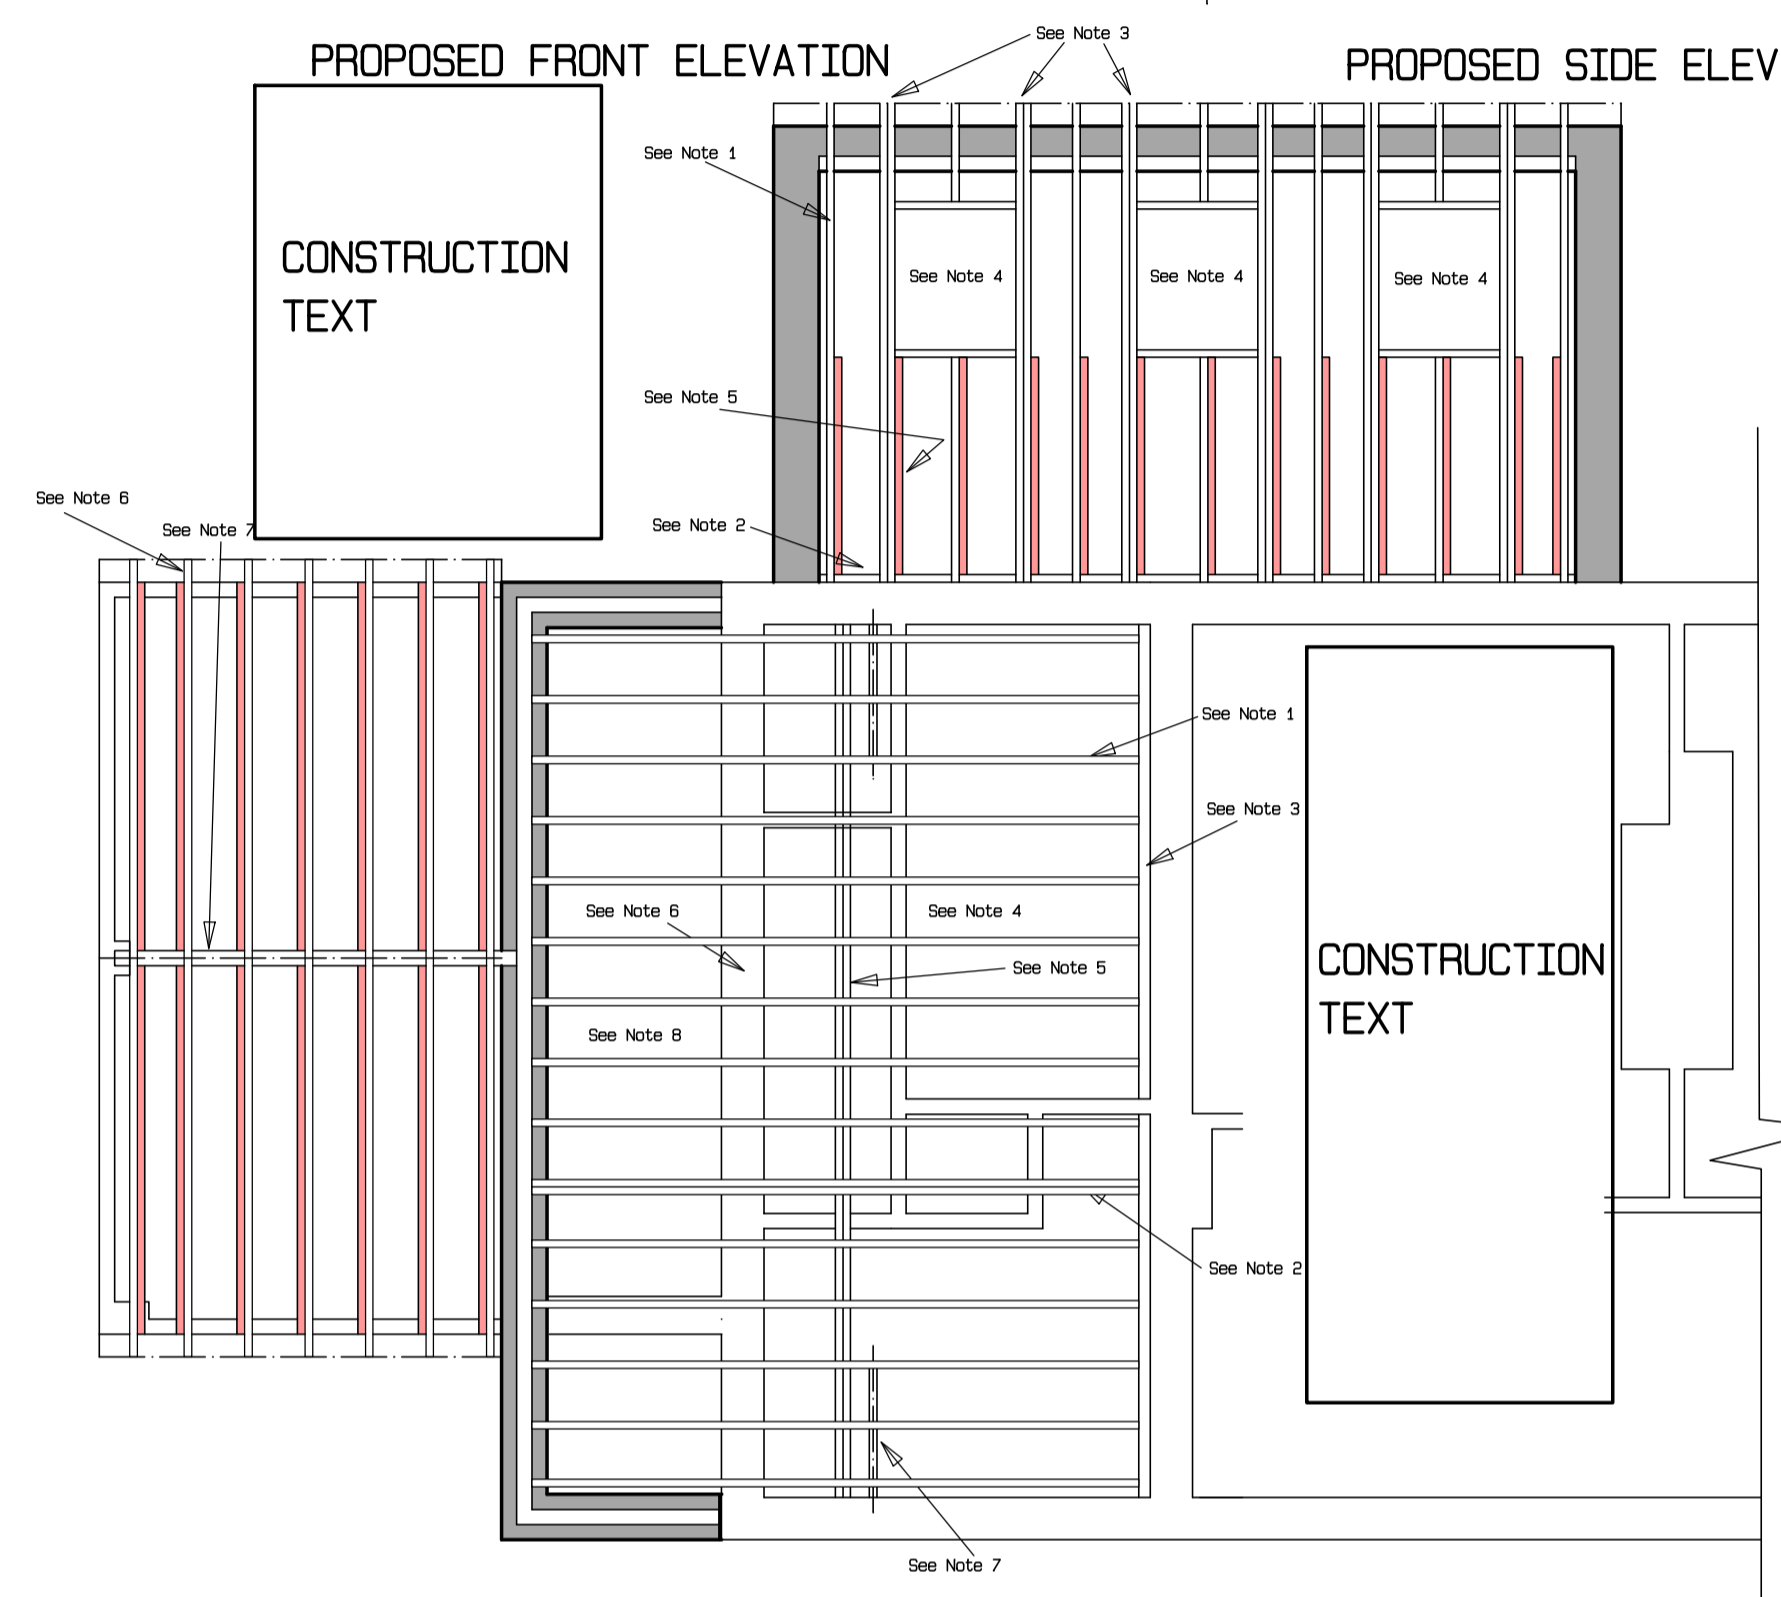 See Note 3
PROPOSED FRONT ELEVATION
PROPOSED SIDE ELEV
See Note 1
CONSTRUCTION
TEXT
See Note 4
See Note 4
See Note 4
See Note 5
See Note 6
See Note 2
See Note 7
See Note 1
See Note 3
See Note 6
See Note 4
CONSTRUCTION
TEXT
See Note 5
See Note 8
See Note 2
See Note 7